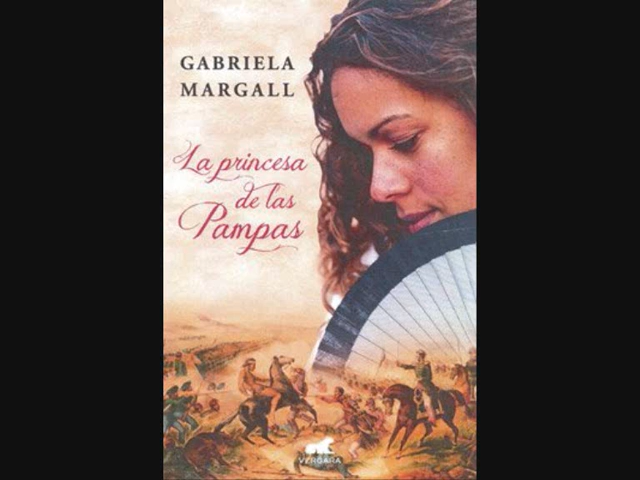 GABRIELA
MARGALL
La princesa
de las
Pampas
VERGARA